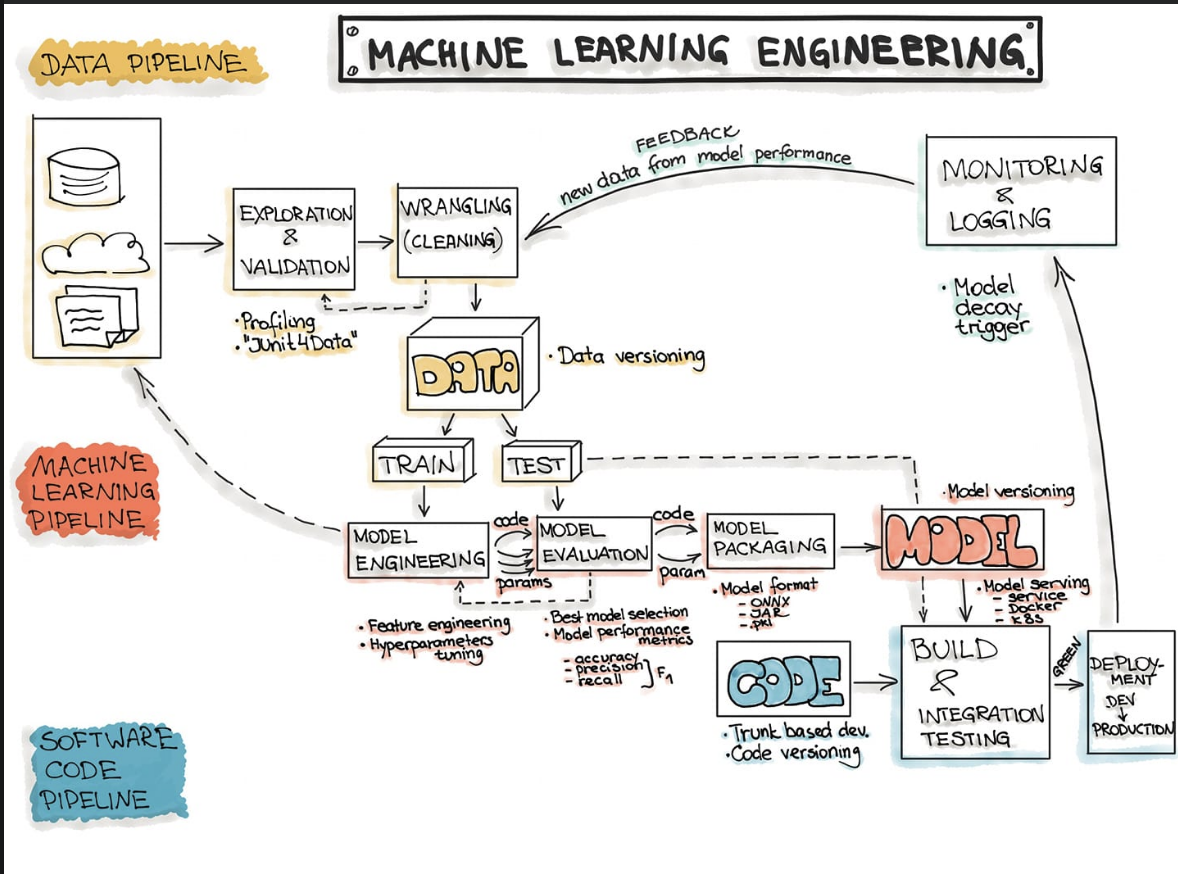 MACHINE LEARNING ENGINEERING
DATA PIPELINE
EXPLORATION
&
VALIDATION
• Profiling
• "Junit4Data"
WRANGLING
(CLEANING)
FEEDBACK
new data from model performance
MONITORING
&
LOGGING
• Model
decay
trigger
DATA
• Data versioning
TRAIN
TEST
MACHINE
LEARNING
PIPELINE
MODEL
ENGINEERING
• Feature engineering
• Hyperparameters
tuning
code
params
MODEL
EVALUATION
• Best model selection
• Model performance
metrics
- accuracy
- precision
- recall
F1
code
param
MODEL
PACKAGING
• Model format
- ONNX
- JAR
- .pkl
• Model versioning
MODEL
• Model serving
- service
- Docker
- K8S
SOFTWARE
CODE
PIPELINE
CODE
• Trunk based dev.
• Code versioning
BUILD
&
INTEGRATION
TESTING
GREEN
DEPLOY-
MENT
DEV
↓
PRODUCTION